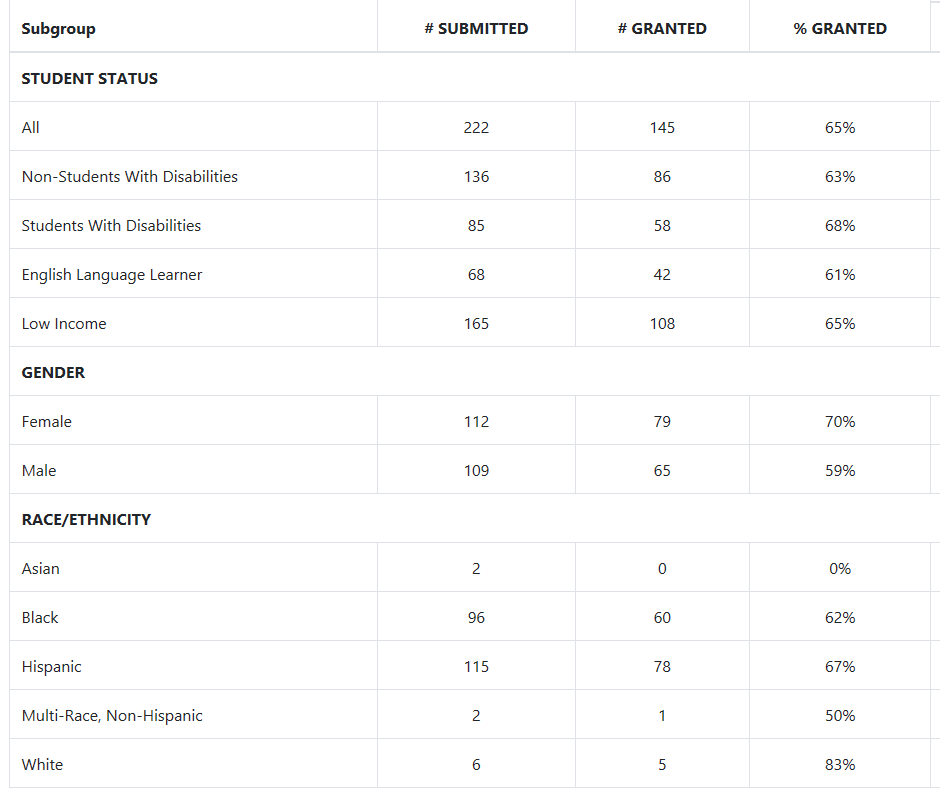 Subgroup # SUBMITTED # GRANTED % GRANTED
STUDENT STATUS
All 222 145 65%
Non-Students With Disabilities 136 86 63%
Students With Disabilities 85 58 68%
English Language Learner 68 42 61%
Low Income 165 108 65%
GENDER
Female 112 79 70%
Male 109 65 59%
RACE/ETHNICITY
Asian 2 0 0%
Black 96 60 62%
Hispanic 115 78 67%
Multi-Race, Non-Hispanic 2 1 50%
White 6 5 83%